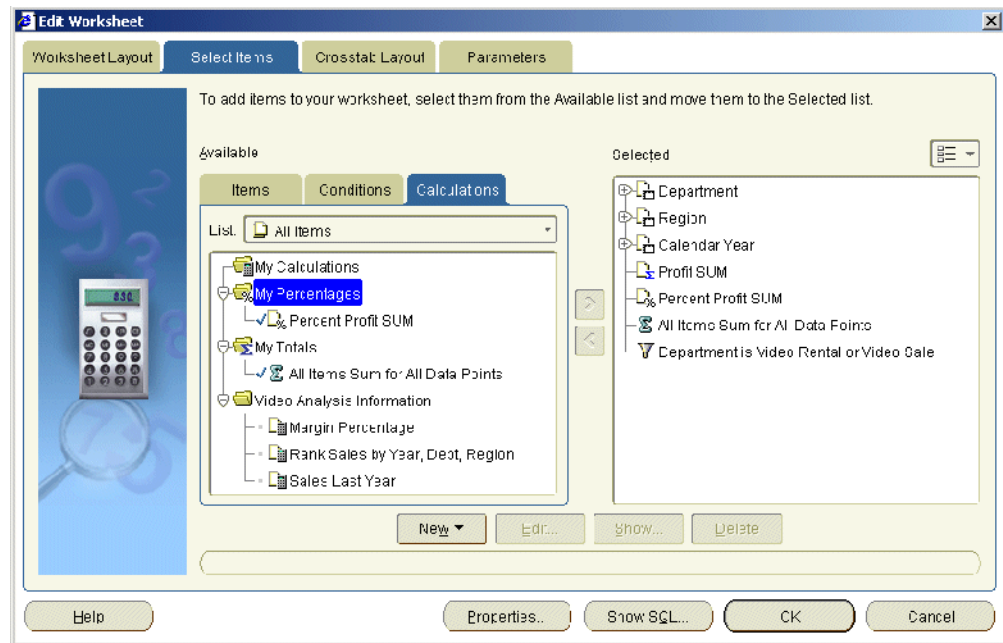 Edit Worksheet
Worksheet Layout Select Items Crosstab Layout Parameters
To add items to your worksheet, select them from the Available list and move them to the Selected list.
Available Selected
Items Conditions Calculations
List: All Items
My Calculations
My Percentages
Percent Profit SUM
My Totals
All Items Sum for All Data Points
Video Analysis Information
Margin Percentage
Rank Sales by Year, Dept, Region
Sales Last Year
Department
Region
Calendar Year
Profit SUM
Percent Profit SUM
All Items Sum for All Data Points
Department is Video Rental or Video Sale
New Edit... Show... Delete
Help Properties... Show SQL... OK Cancel